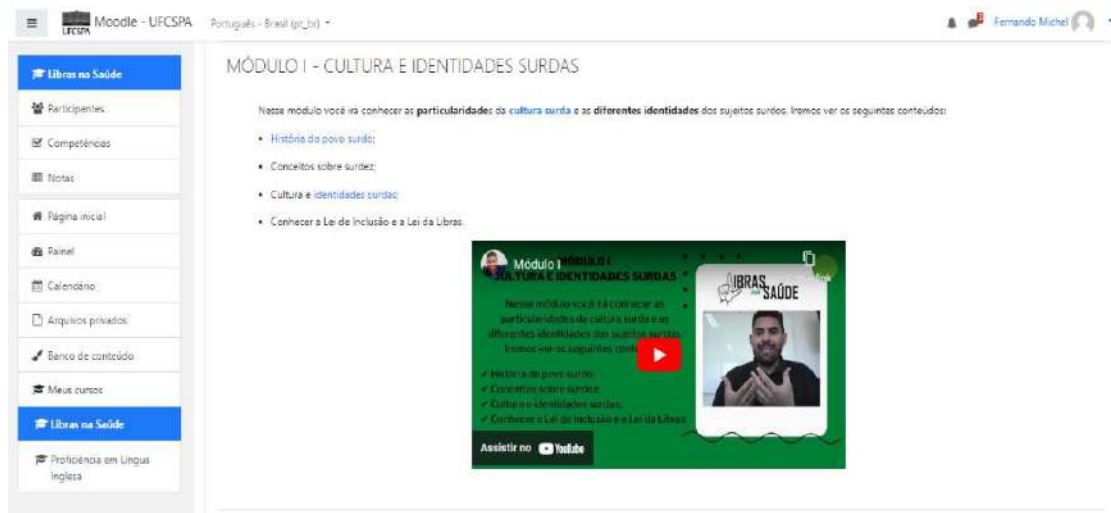 UFCSPA
Moodle - UFCSPA
Português - Brasil (pt_br)
Fernando Michel
Libras na Saúde
Participantes
Competências
Notas
Página inicial
Painel
Calendário
Arquivos privados
Banco de conteúdo
Meus cursos
Libras na Saúde
Proficiência em Língua
Inglesa
MÓDULO I - CULTURA E IDENTIDADES SURDAS
Nesse módulo você irá conhecer as particularidades da cultura surda e as diferentes identidades dos sujeitos surdos. Iremos ver os seguintes conteúdos:
História do povo surdo;
Conceitos sobre surdez;
Cultura e identidades surdas;
Conhecer a Lei de Inclusão e a Lei da Libras.
Módulo I
MÓDULO I
CULTURA E IDENTIDADES SURDAS
Nesse módulo você irá conhecer as
particularidades da cultura surda e as
diferentes identidades dos sujeitos surdos.
Iremos ver os seguintes
✓ História do povo surdo;
✓ Conceitos sobre surdez;
✓ Cultura e identidades surdas;
✓ Conhecer a Lei de Inclusão e a Lei da Libras
LIBRAS
na SAÚDE
Assistir no YouTube